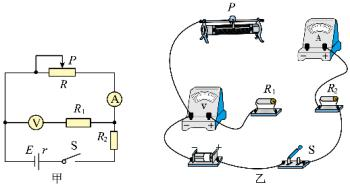 P
R
A
V
R₁
R₂
E r
S
甲
P
A
- +
V
- +
R₁
R₂
- +
S
乙